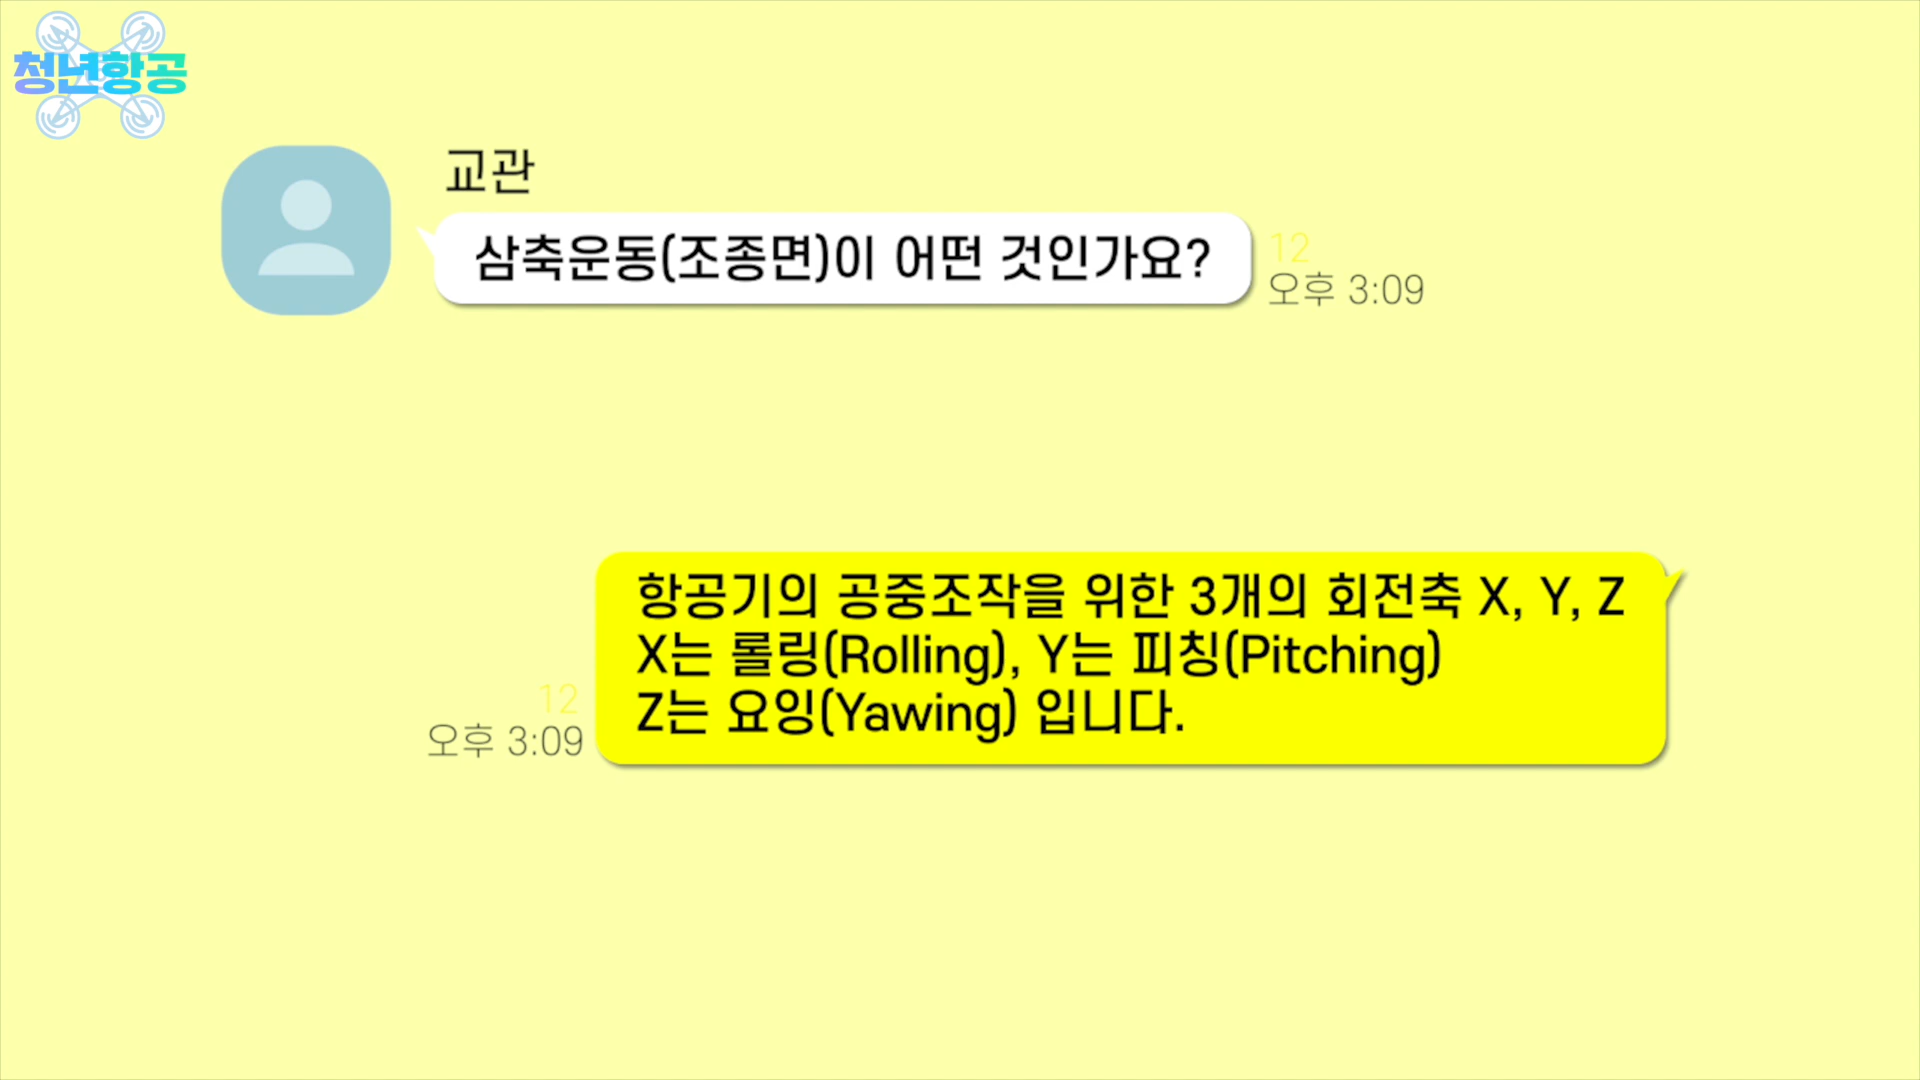 청년항공
교관
삼축운동(조종면)이 어떤 것인가요?
12
오후 3:09
항공기의 공중조작을 위한 3개의 회전축 X, Y, Z
X는 롤링(Rolling), Y는 피칭(Pitching)
Z는 요잉(Yawing) 입니다.
12
오후 3:09